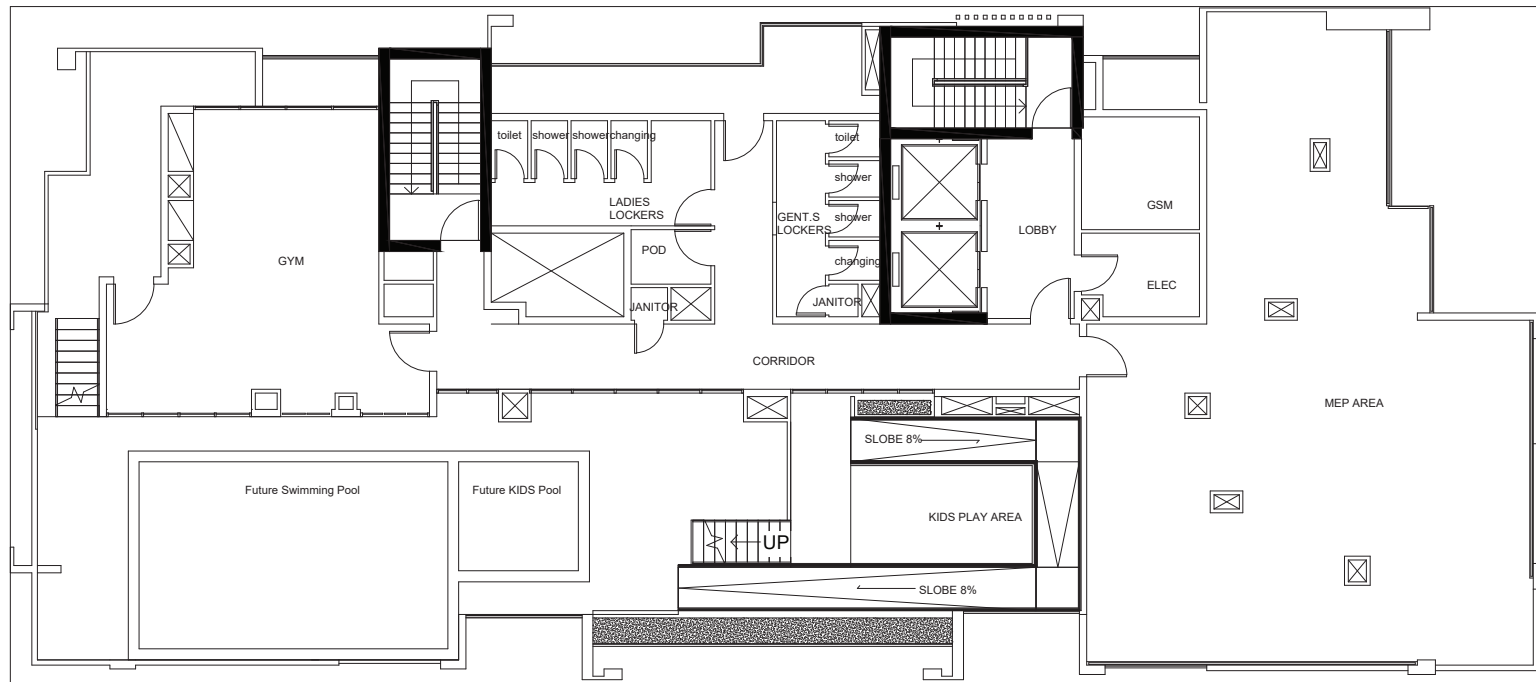 toilet
shower
shower
changing
toilet
shower
shower
changing
LADIES
LOCKERS
GENT.S
LOCKERS
LOBBY
GSM
GYM
POD
ELEC
JANITOR
JANITOR
CORRIDOR
MEP AREA
SLOBE 8%
Future Swimming Pool
Future KIDS Pool
KIDS PLAY AREA
UP
SLOBE 8%